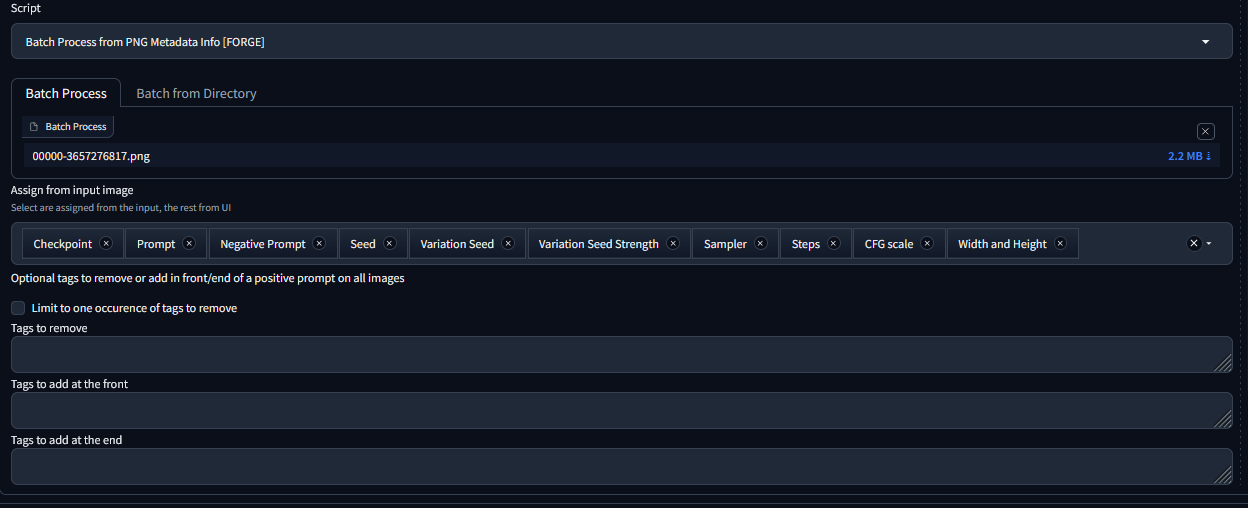 Script
Batch Process from PNG Metadata Info [FORGE]
Batch Process Batch from Directory
Batch Process
00000-3657276817.png 2.2 MB ↓
Assign from input image
Select are assigned from the input, the rest from UI
Checkpoint Prompt Negative Prompt Seed Variation Seed Variation Seed Strength Sampler Steps CFG scale Width and Height
Optional tags to remove or add in front/end of a positive prompt on all images
Limit to one occurence of tags to remove
Tags to remove
Tags to add at the front
Tags to add at the end